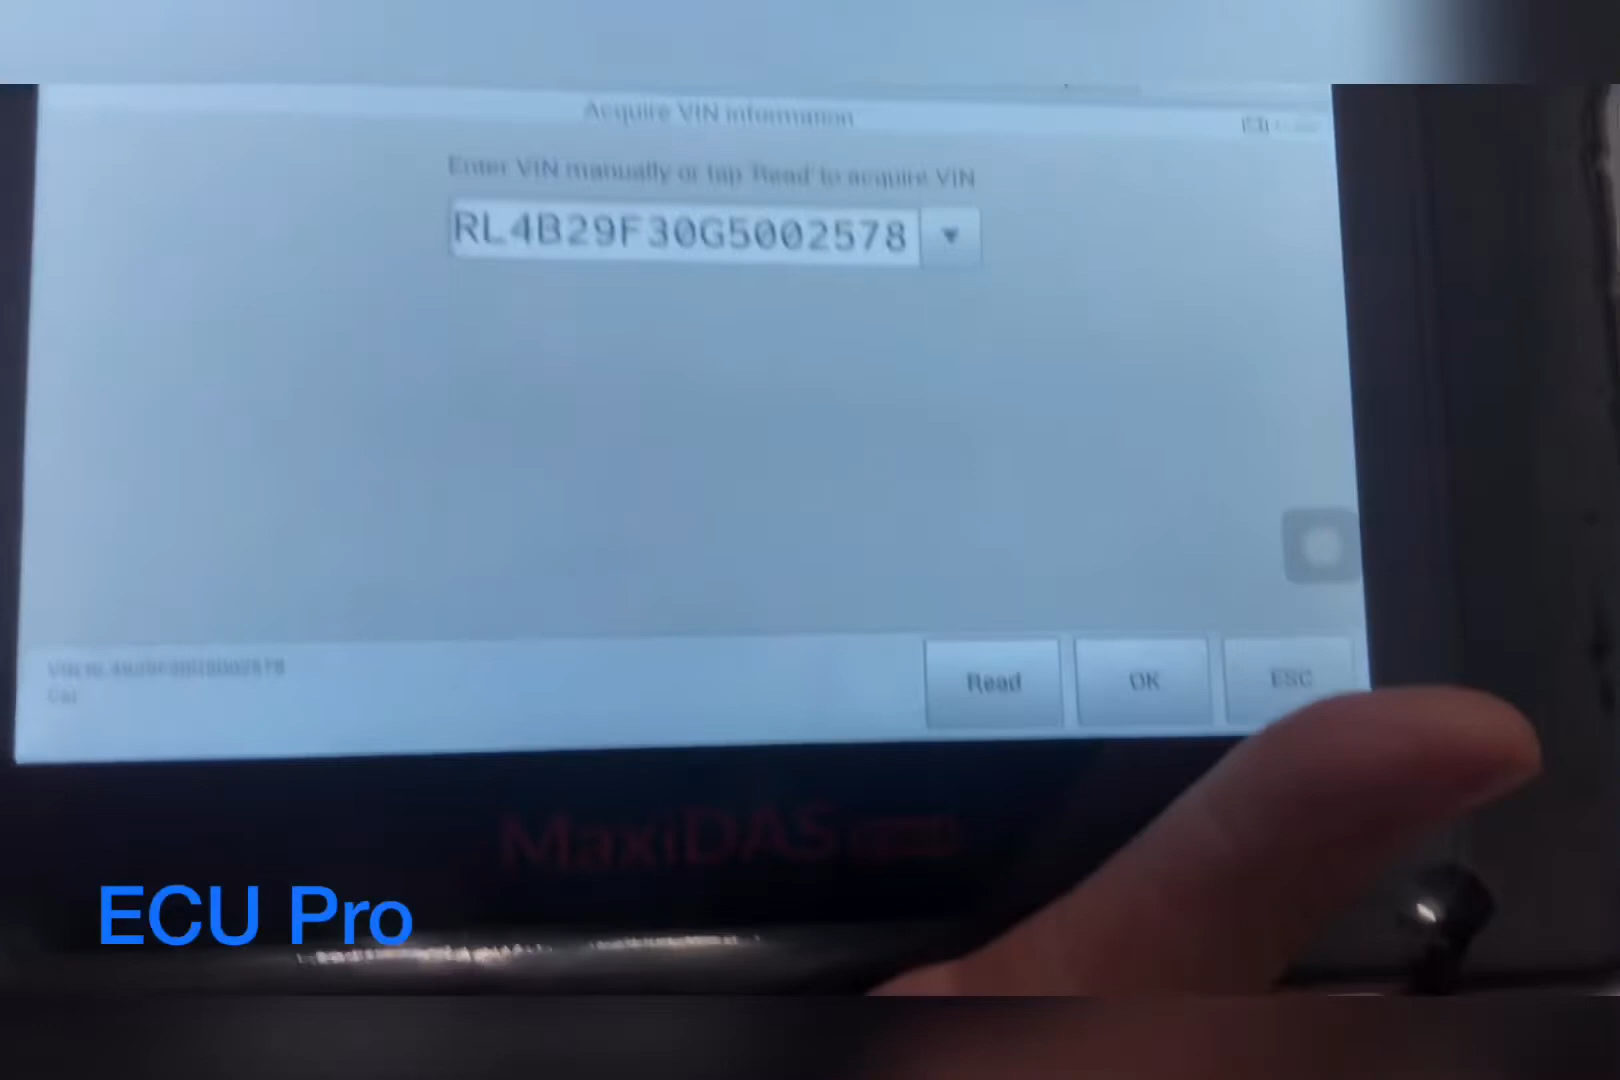 Acquire VIN information
Enter VIN manually or tap 'Read' to acquire VIN
RL4B29F30G5002578
Read
OK
ESC
MaxiDAS
ECU Pro